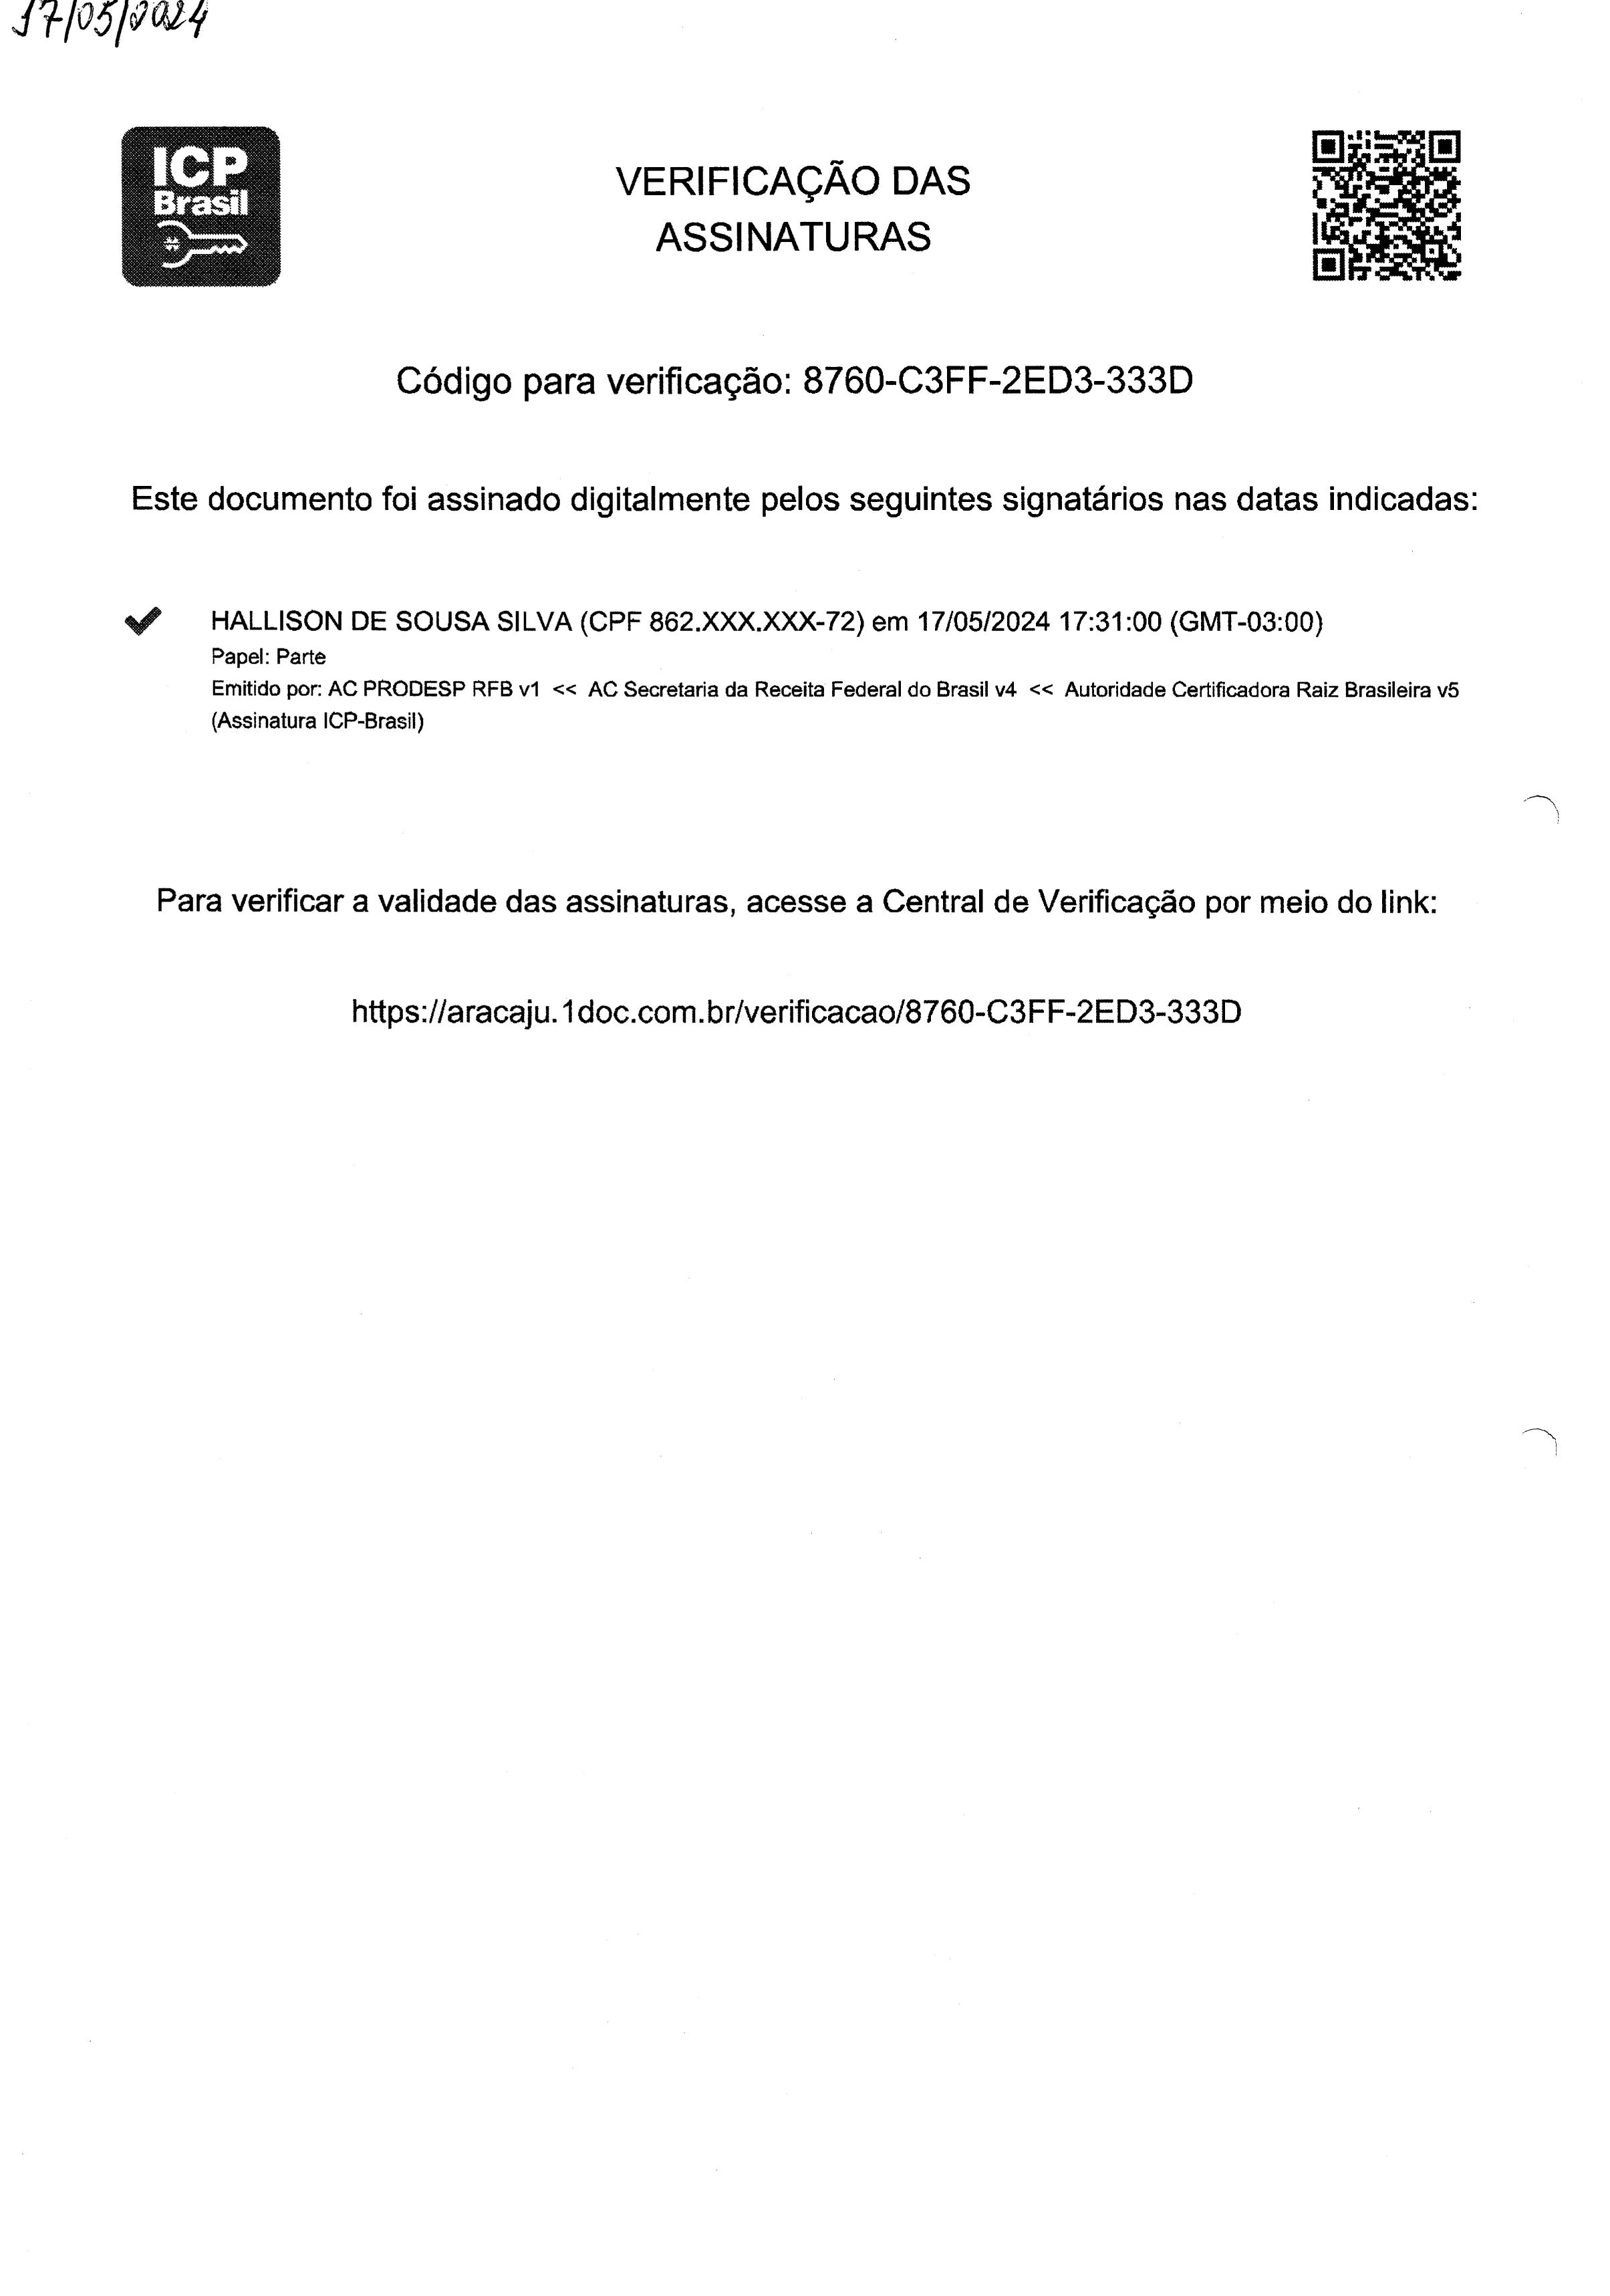 17/05/2024
ICP
Brasil
VERIFICAÇÃO DAS
ASSINATURAS
Código para verificação: 8760-C3FF-2ED3-333D
Este documento foi assinado digitalmente pelos seguintes signatários nas datas indicadas:
HALLISON DE SOUSA SILVA (CPF 862.XXX.XXX-72) em 17/05/2024 17:31:00 (GMT-03:00)
Papel: Parte
Emitido por: AC PRODESP RFB v1 << AC Secretaria da Receita Federal do Brasil v4 << Autoridade Certificadora Raiz Brasileira v5
(Assinatura ICP-Brasil)
Para verificar a validade das assinaturas, acesse a Central de Verificação por meio do link:
https://aracaju.1doc.com.br/verificacao/8760-C3FF-2ED3-333D